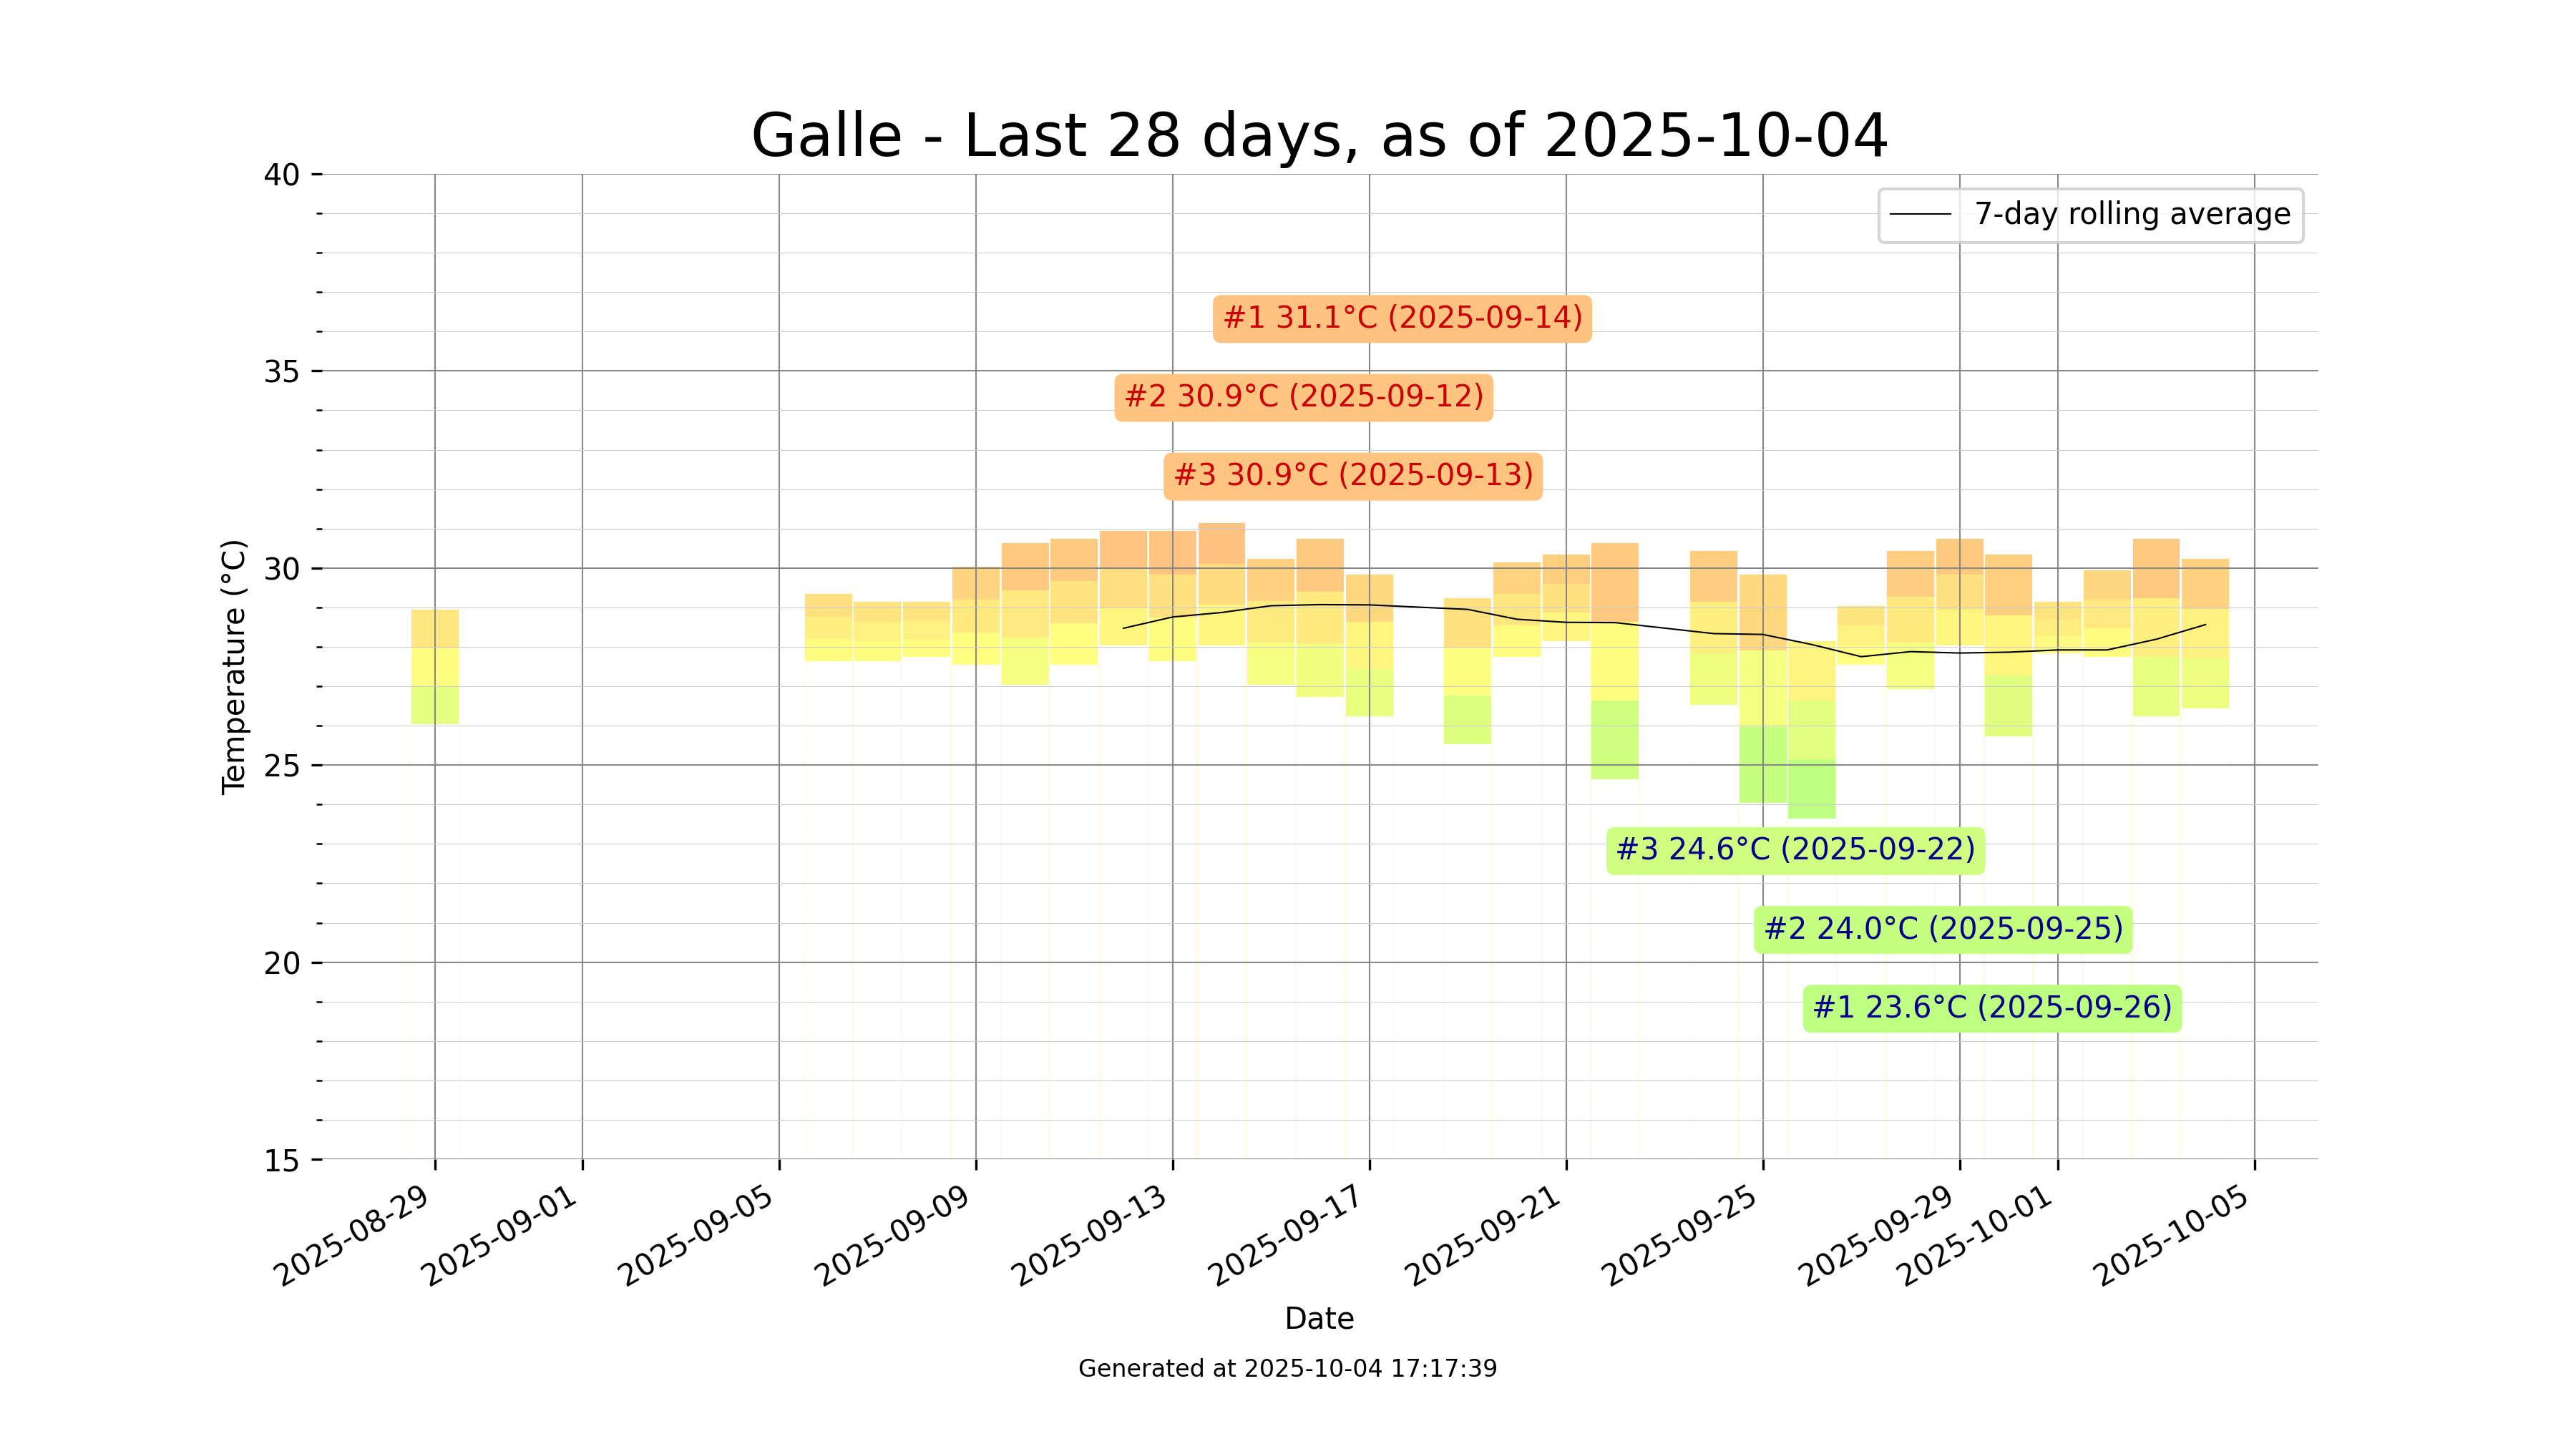 Galle - Last 28 days, as of 2025-10-04
40
35
30
25
20
15
Temperature (°C)
7-day rolling average
#1 31.1°C (2025-09-14)
#2 30.9°C (2025-09-12)
#3 30.9°C (2025-09-13)
#3 24.6°C (2025-09-22)
#2 24.0°C (2025-09-25)
#1 23.6°C (2025-09-26)
2025-08-29
2025-09-01
2025-09-05
2025-09-09
2025-09-13
2025-09-17
2025-09-21
2025-09-25
2025-09-29
2025-10-01
2025-10-05
Date
Generated at 2025-10-04 17:17:39